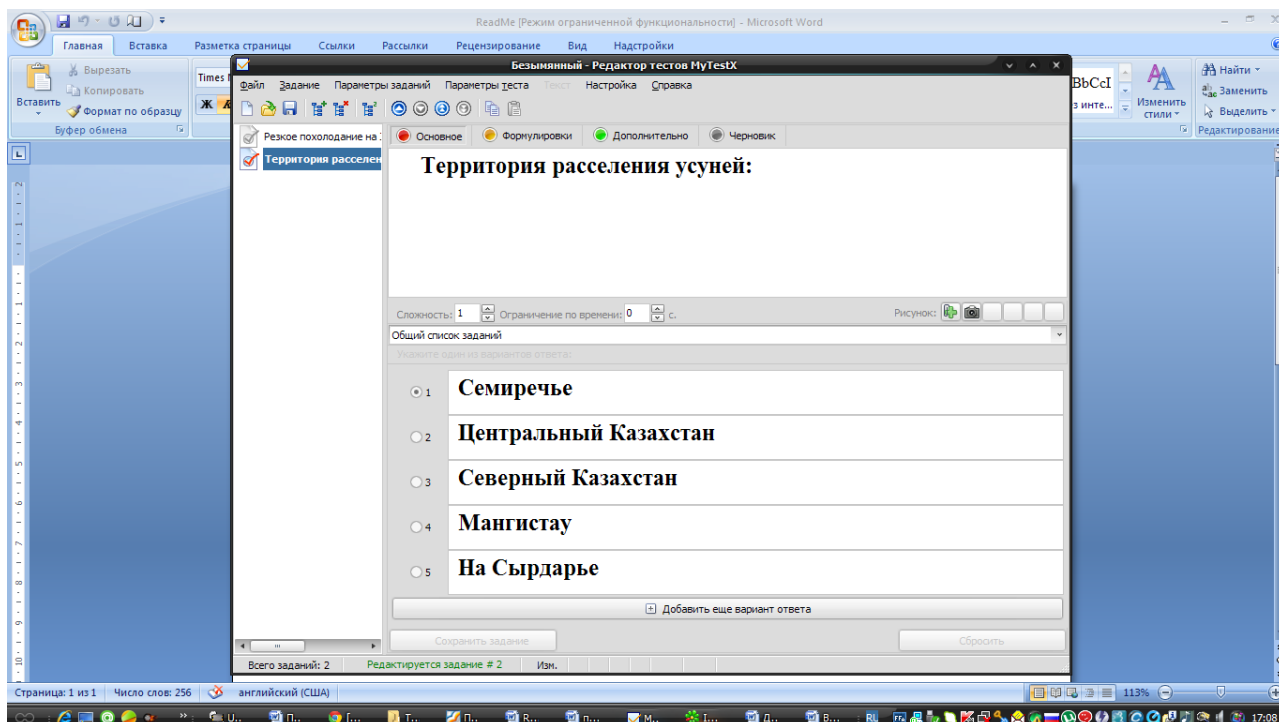 ReadMe [Режим ограниченной функциональности] - Microsoft Word
Главная Вставка Разметка страницы Ссылки Рассылки Рецензирование Вид Надстройки
Вставить
Вырезать
Копировать
Формат по образцу
Буфер обмена
Times
Ж
BbCcI
Изменить стили
Найти
Заменить
Выделить
Редактирование
Безымянный - Редактор тестов MyTestX
Файл Задание Параметры заданий Параметры теста Текст Настройка Справка
Резкое похолодание на
Территория расселен
Основное Формулировки Дополнительно Черновик
Территория расселения усуней:
Сложность: 1 Ограничение по времени: 0 с. Рисунок:
Общий список заданий
Укажите один из вариантов ответа:
1 Семиречье
2 Центральный Казахстан
3 Северный Казахстан
4 Мангистау
5 На Сырдарье
Добавить еще вариант ответа
Сохранить задание Сбросить
Всего заданий: 2 Редактируется задание # 2 Изм.
Страница: 1 из 1 Число слов: 256 английский (США) 113%
U.. П.. Г... Т.. П.. R.. п... М.. I... Д.. В... RL 17:08